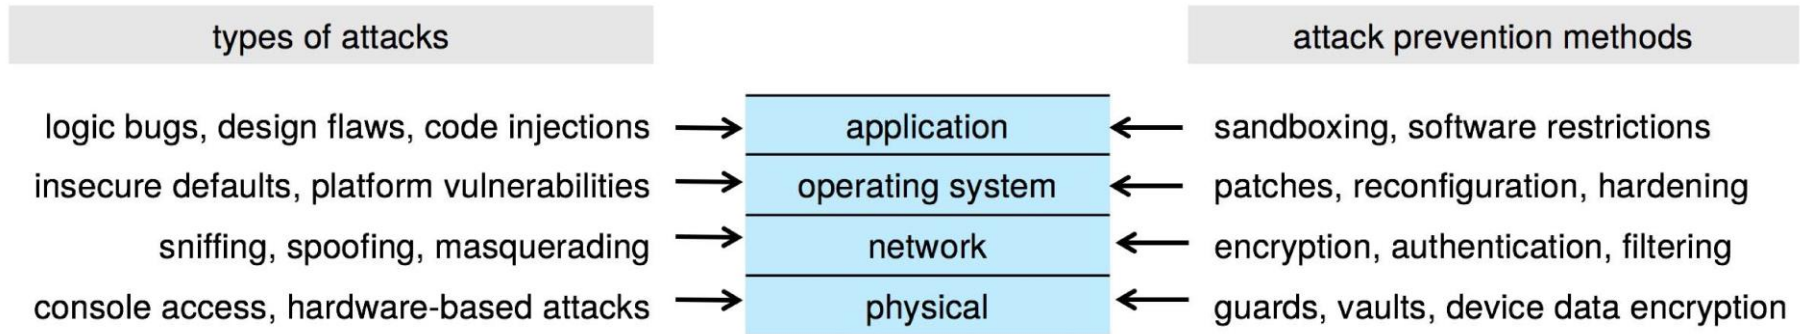 types of attacks attack prevention methods
logic bugs, design flaws, code injections application sandboxing, software restrictions
insecure defaults, platform vulnerabilities operating system patches, reconfiguration, hardening
sniffing, spoofing, masquerading network encryption, authentication, filtering
console access, hardware-based attacks physical guards, vaults, device data encryption